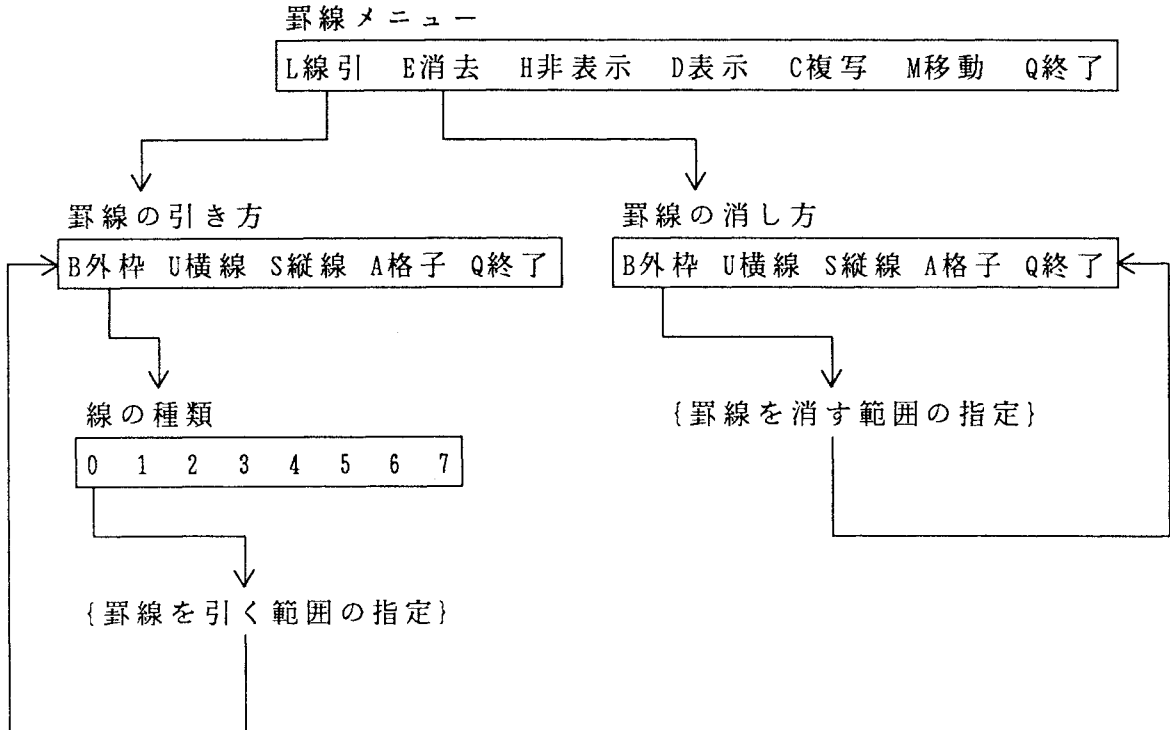 罫線メニュー
L線引 E消去 H非表示 D表示 C複写 M移動 Q終了
罫線の引き方
B外枠 U横線 S縦線 A格子 Q終了
線の種類
0 1 2 3 4 5 6 7
{罫線を引く範囲の指定}
罫線の消し方
B外枠 U横線 S縦線 A格子 Q終了
{罫線を消す範囲の指定}